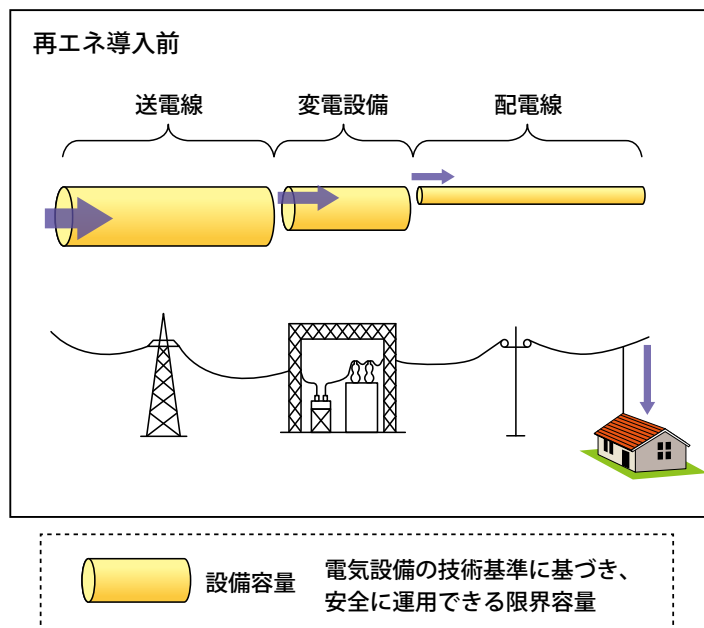 再エネ導入前
送電線
変電設備
配電線
設備容量
電気設備の技術基準に基づき、
安全に運用できる限界容量